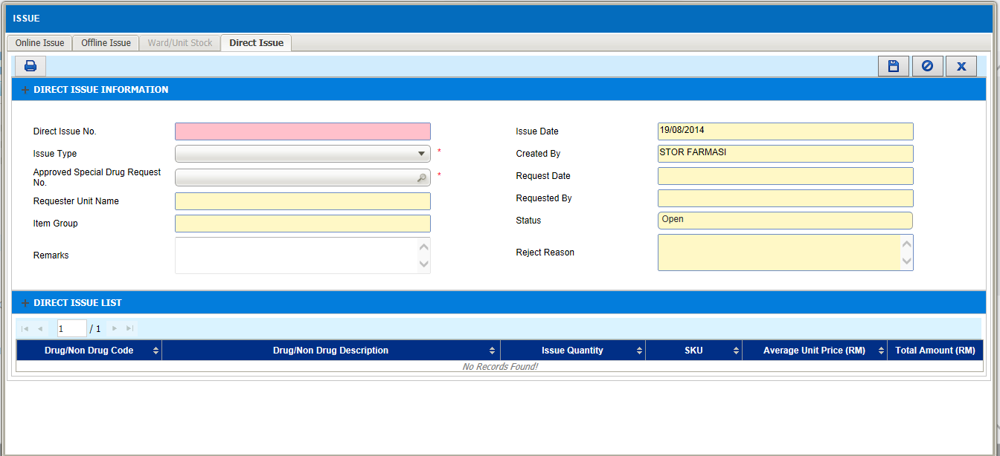 ISSUE
Online Issue Offline Issue Ward/Unit Stock Direct Issue
DIRECT ISSUE INFORMATION
Direct Issue No. Issue Date 19/08/2014
Issue Type * Created By STOR FARMASI
Approved Special Drug Request
No. * Request Date
Requester Unit Name Requested By
Item Group Status Open
Remarks Reject Reason
DIRECT ISSUE LIST
1 / 1
Drug/Non Drug Code Drug/Non Drug Description Issue Quantity SKU Average Unit Price (RM) Total Amount (RM)
No Records Found!